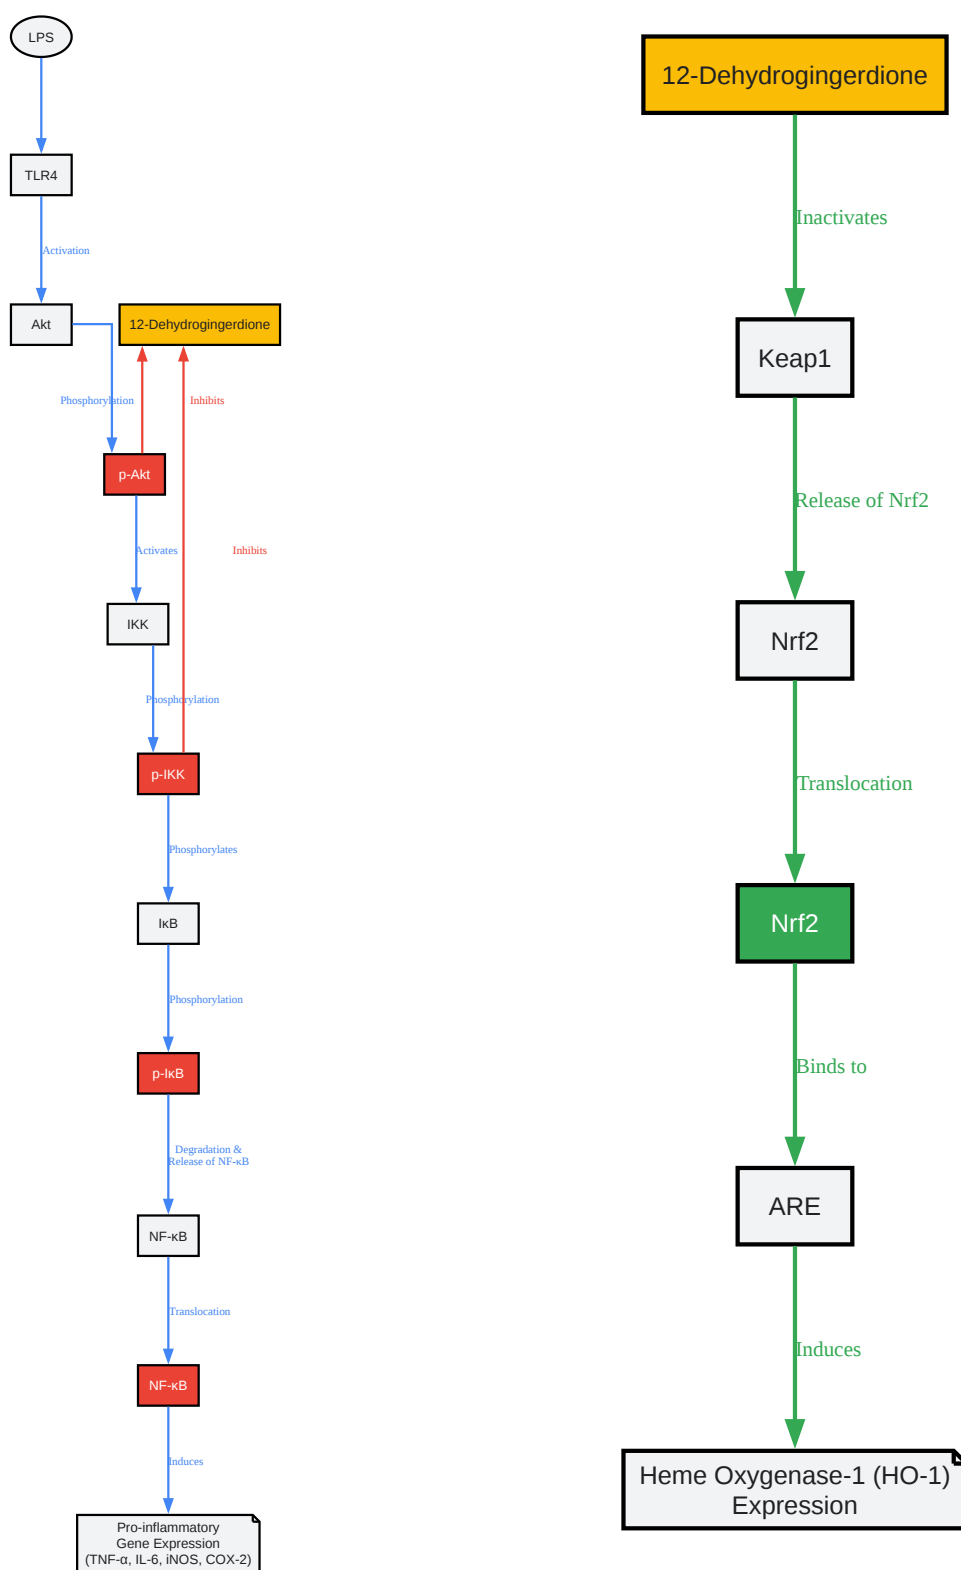 LPS
TLR4
Activation
Akt
12-Dehydrogingerdione
Phosphorylation
Inhibits
p-Akt
Activates
Inhibits
IKK
Phosphorylation
p-IKK
Phosphorylates
IκB
Phosphorylation
p-IκB
Degradation &
Release of NF-κB
NF-κB
Translocation
NF-κB
Induces
Pro-inflammatory
Gene Expression
(TNF-α, IL-6, iNOS, COX-2)
12-Dehydrogingerdione
Inactivates
Keap1
Release of Nrf2
Nrf2
Translocation
Nrf2
Binds to
ARE
Induces
Heme Oxygenase-1 (HO-1)
Expression